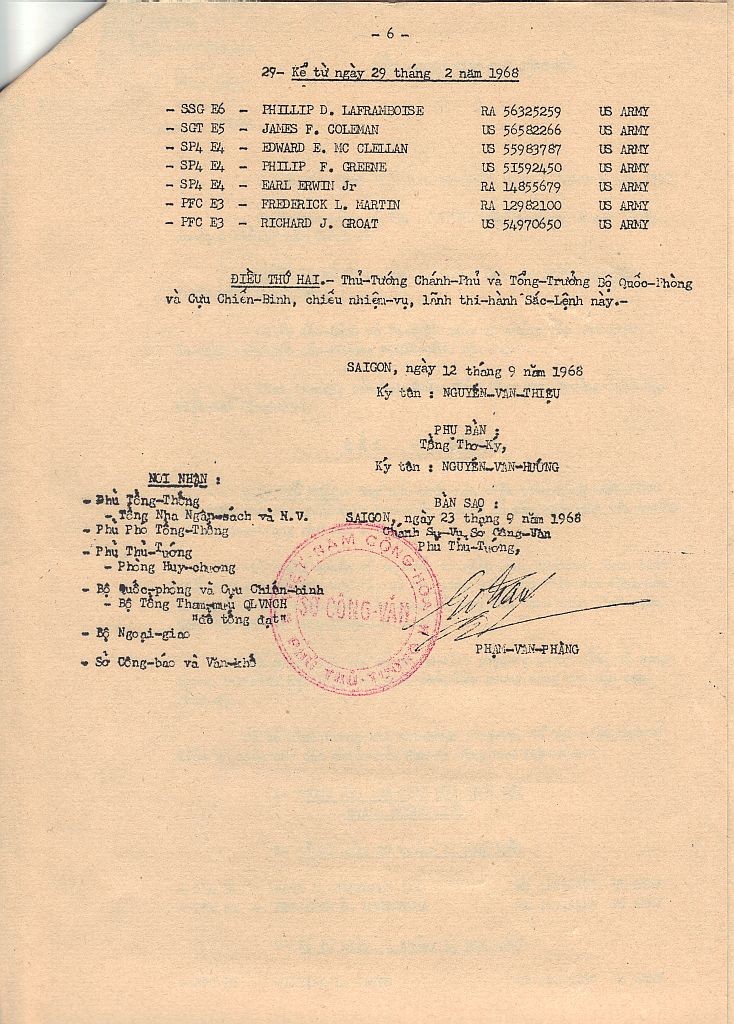 - 6 -
29- Kể từ ngày 29 tháng 2 năm 1968
- SSG E6 - PHILLIP D. LAFRAMBOISE RA 56325259 US ARMY
- SGT E5 - JAMES F. COLEMAN US 56582266 US ARMY
- SP4 E4 - EDWARD E. MC CLELLAN US 55983787 US ARMY
- SP4 E4 - PHILIP F. GREENE US 51592450 US ARMY
- SP4 E4 - EARL ERWIN Jr RA 14855679 US ARMY
- PFC E3 - FREDERICK L. MARTIN RA 12982100 US ARMY
- PFC E3 - RICHARD J. GROAT US 54970650 US ARMY
ĐIỀU THỨ HAI.- Thủ-Tướng Chánh-Phủ và Tổng-Trưởng Bộ Quốc-Phòng
và Cựu Chiến-Binh, chiếu nhiệm-vụ, lãnh thi-hành Sắc-Lệnh này.-
SAIGON, ngày 12 tháng 9 năm 1968
Ký tên : NGUYỄN-VĂN-THIỆU
PHỤ BẢN :
Tổng Thơ-Ký,
Ký tên : NGUYỄN-VĂN-HƯỚNG
NƠI NHẬN :
- Phủ Tổng-Thống
- Tổng Nha Ngân-sách và N.V.
- Phủ Phó Tổng-Thống
- Phủ Thủ-Tướng
- Phòng Huy-chương
- Bộ Quốc-phòng và Cựu Chiến-binh
- Bộ Tổng Tham-mưu QLVNCH
"để tống đạt"
- Bộ Ngoại-giao
- Sở Công-báo và Văn-khố
BẢN SAO :
SAIGON, ngày 23 tháng 9 năm 1968
Chánh Sự-Vụ Sở Công-Văn
Phủ Thủ-Tướng,
VIỆT NAM CỘNG HÒA
SỞ CÔNG-VĂN
PHẠM-VĂN-PHẲNG